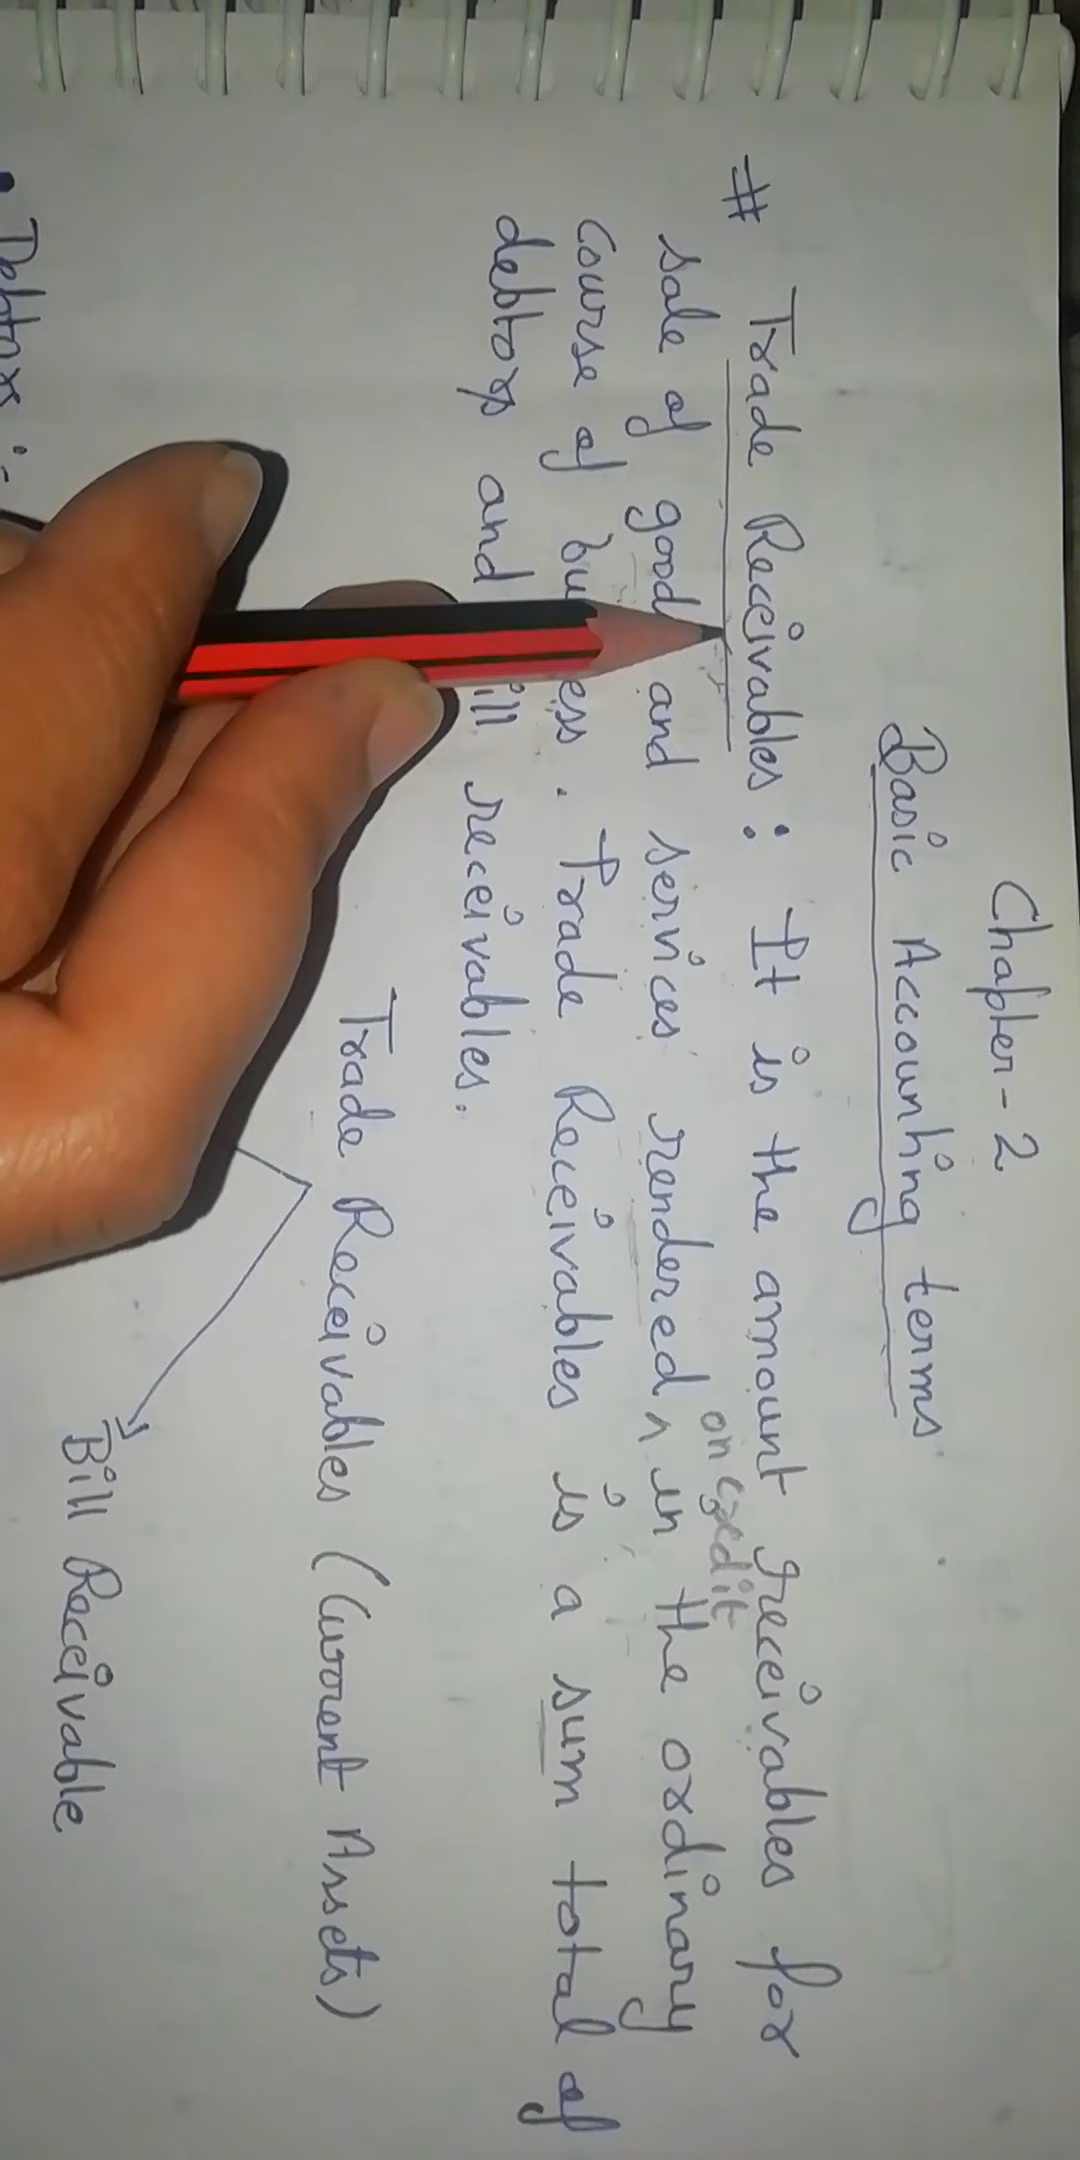 Chapter-2
Basic Accounting terms
# Trade Receivables : It is the amount receivables for
on credit
sale of good and services rendered ^ in the ordinary
course of ess. Trade Receivables is a sum total of
debtors and ill receivables.
Trade Receivables (Current Assets)
Bill Receivable
• Debtor :-